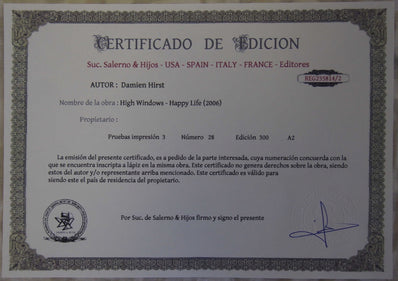 CERTIFICADO DE EDICION
Suc. Salerno & Hijos - USA - SPAIN - ITALY - FRANCE - Editores
REG235814/2
AUTOR : Damien Hirst
Nombre de la obra : High Windows - Happy Life (2006)
Propietario :
Pruebas impresión 3 Número 28 Edición 300 A2
La emisión del presente certificado, es a pedido de la parte interesada, cuya numeración concuerda con la
que se encuentra inscripta a lápiz en la misma obra. Este certificado no genera derechos sobre la obra, siendo
estos del autor y/o representante arriba mencionado. Este certificado es válido para
siendo este el país de residencia del propietario.
Por Suc, de Salerno & Hijos firmo y signo el presente